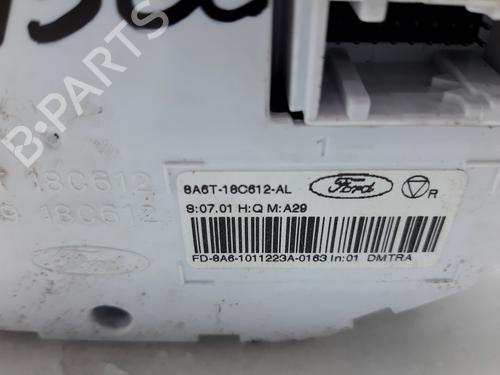 B-PARTS
18C612
18C612
8A6T-18C612-AL
Ford
R
S:07.01 H:Q M:A29
FD-8A6-1011223A-0163 In:01 DMTRA